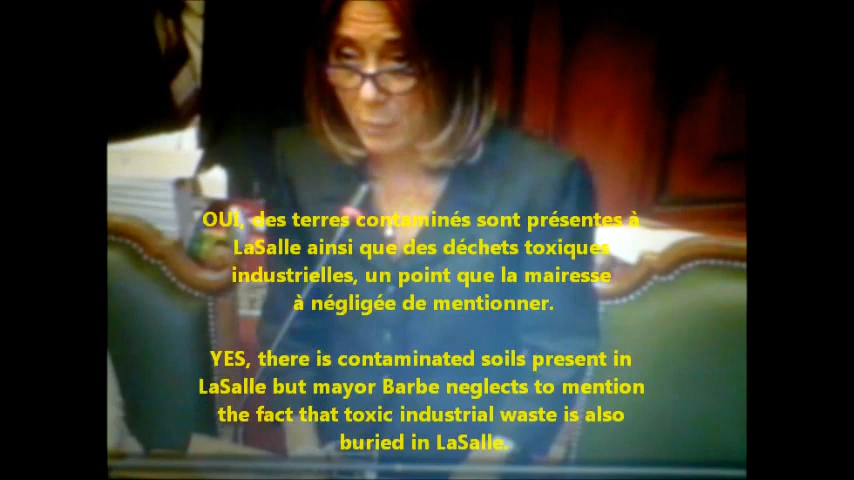 OUI, des terres contaminés sont présentes à
LaSalle ainsi que des déchets toxiques
industrielles, un point que la mairesse
à négligée de mentionner.
YES, there is contaminated soils present in
LaSalle but mayor Barbe neglects to mention
the fact that toxic industrial waste is also
buried in LaSalle.